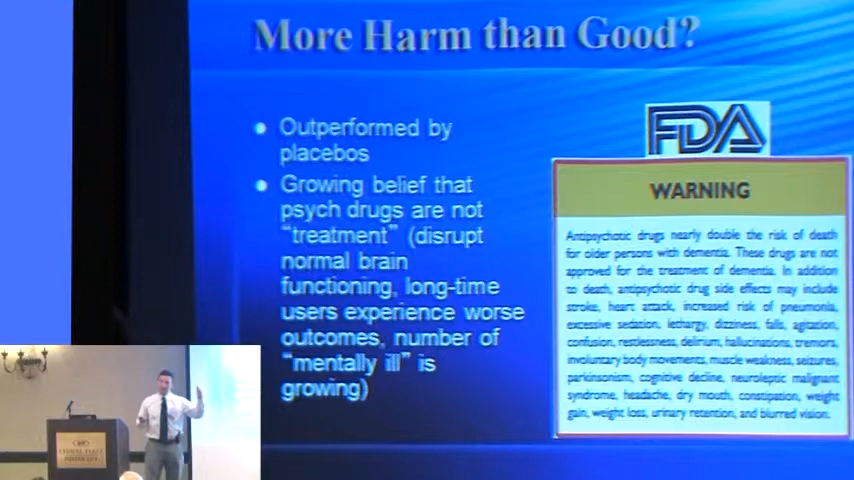 More Harm than Good?
Outperformed by
placebos
Growing belief that
psych drugs are not
“treatment” (disrupt
normal brain
functioning, long-time
users experience worse
outcomes, number of
“mentally ill” is
growing)
FDA
WARNING
Antipsychotic drugs nearly double the risk of death
for older persons with dementia. These drugs are not
approved for the treatment of dementia. In addition
to death, antipsychotic drug side effects may include
stroke, heart attack, increased risk of pneumonia,
excessive sedation, lethargy, dizziness, falls, agitation,
confusion, restlessness, delirium, hallucinations, tremors,
involuntary body movements, muscle weakness, seizures,
parkinsonism, cognitive decline, neuroleptic malignant
syndrome, headache, dry mouth, constipation, weight
gain, weight loss, urinary retention, and blurred vision.